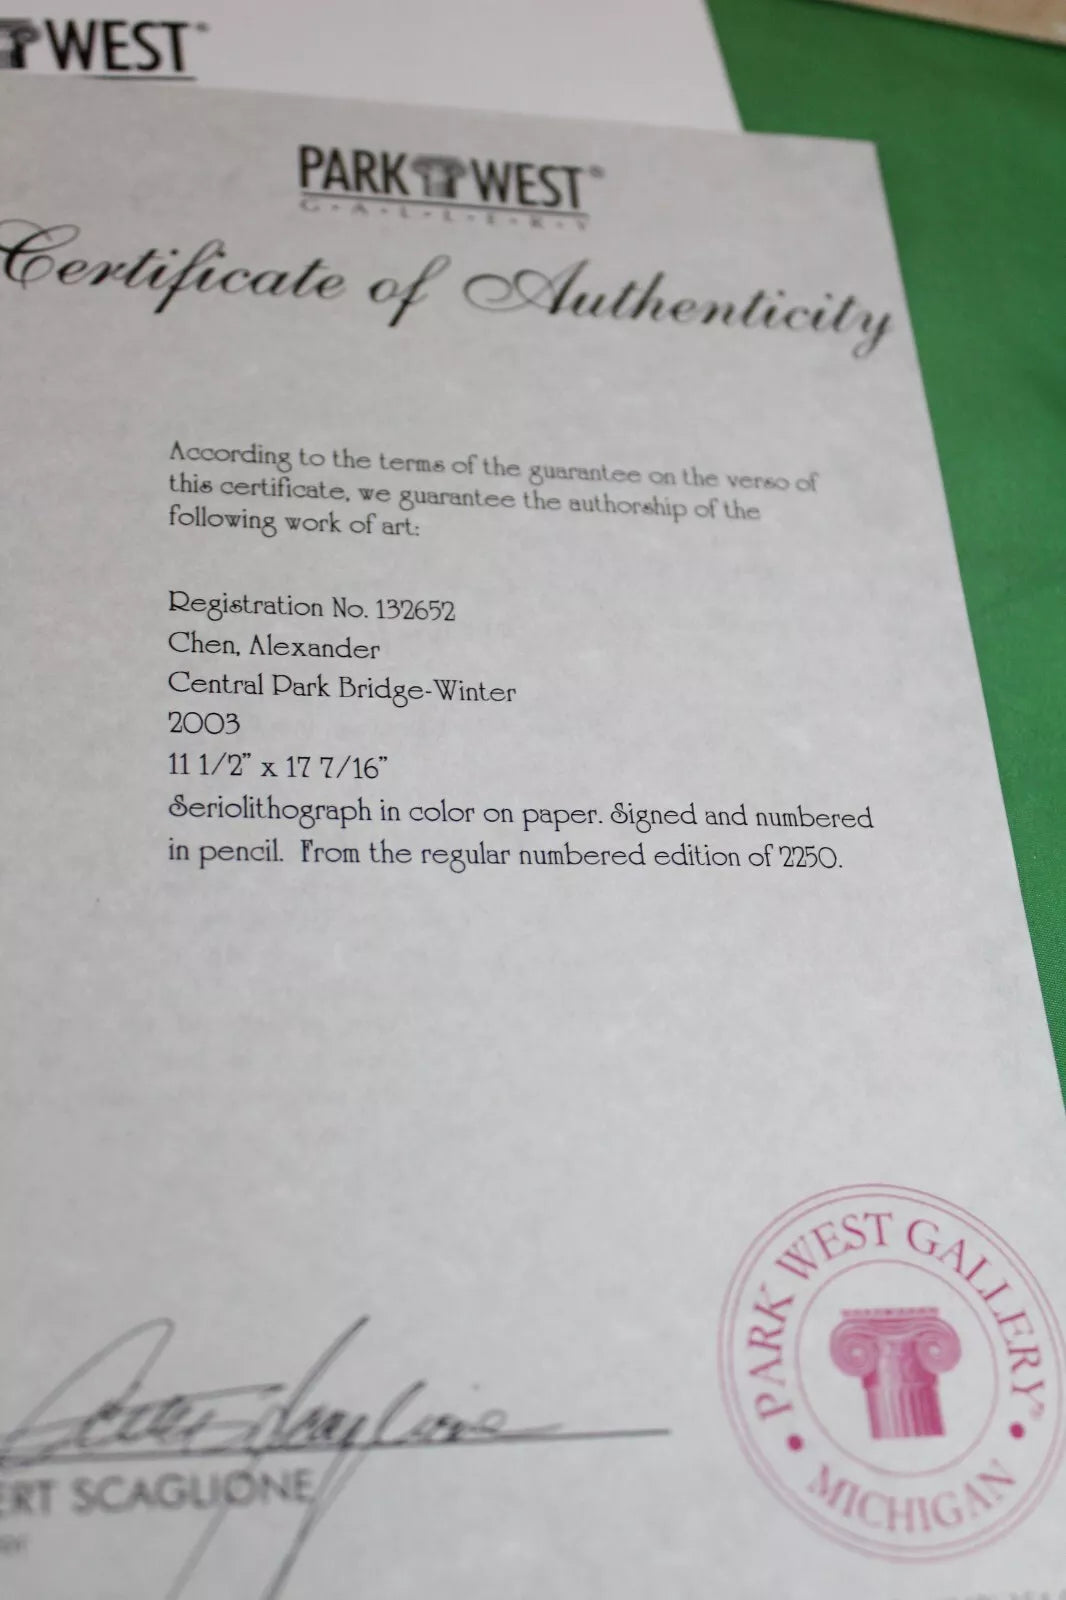 WEST
PARK WEST®
G·A·L·L·E·R·Y
Certificate of Authenticity
According to the terms of the guarantee on the verso of
this certificate, we guarantee the authorship of the
following work of art:
Registration No. 132652
Chen, Alexander
Central Park Bridge-Winter
2003
11 1/2” x 17 7/16”
Seriolithograph in color on paper. Signed and numbered
in pencil. From the regular numbered edition of 2250.
ERT SCAGLIONE
PARK WEST GALLERY®
• MICHIGAN •